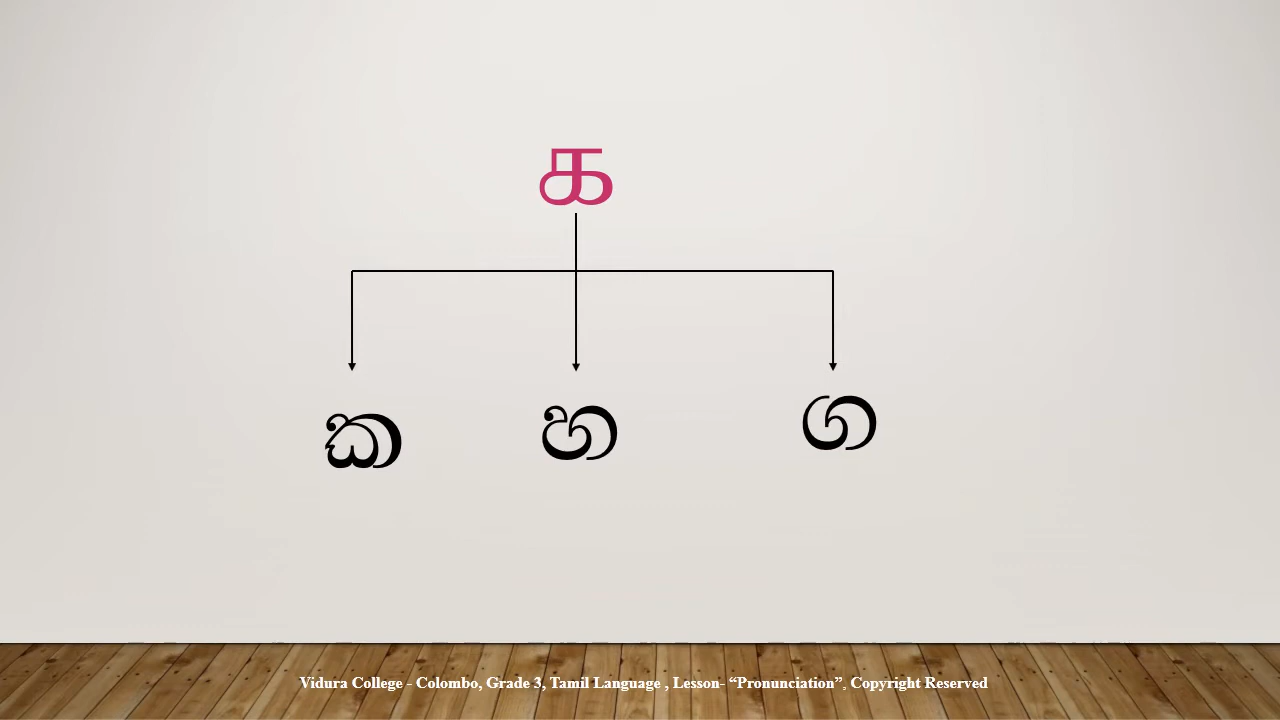 க
ක හ ග
Vidura College - Colombo, Grade 3, Tamil Language , Lesson- “Pronunciation”, Copyright Reserved